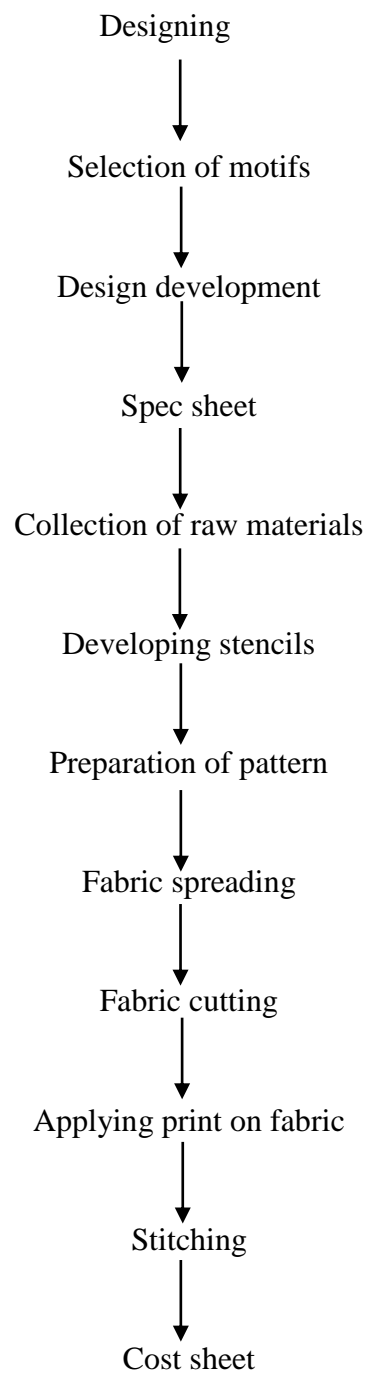 Designing
Selection of motifs
Design development
Spec sheet
Collection of raw materials
Developing stencils
Preparation of pattern
Fabric spreading
Fabric cutting
Applying print on fabric
Stitching
Cost sheet